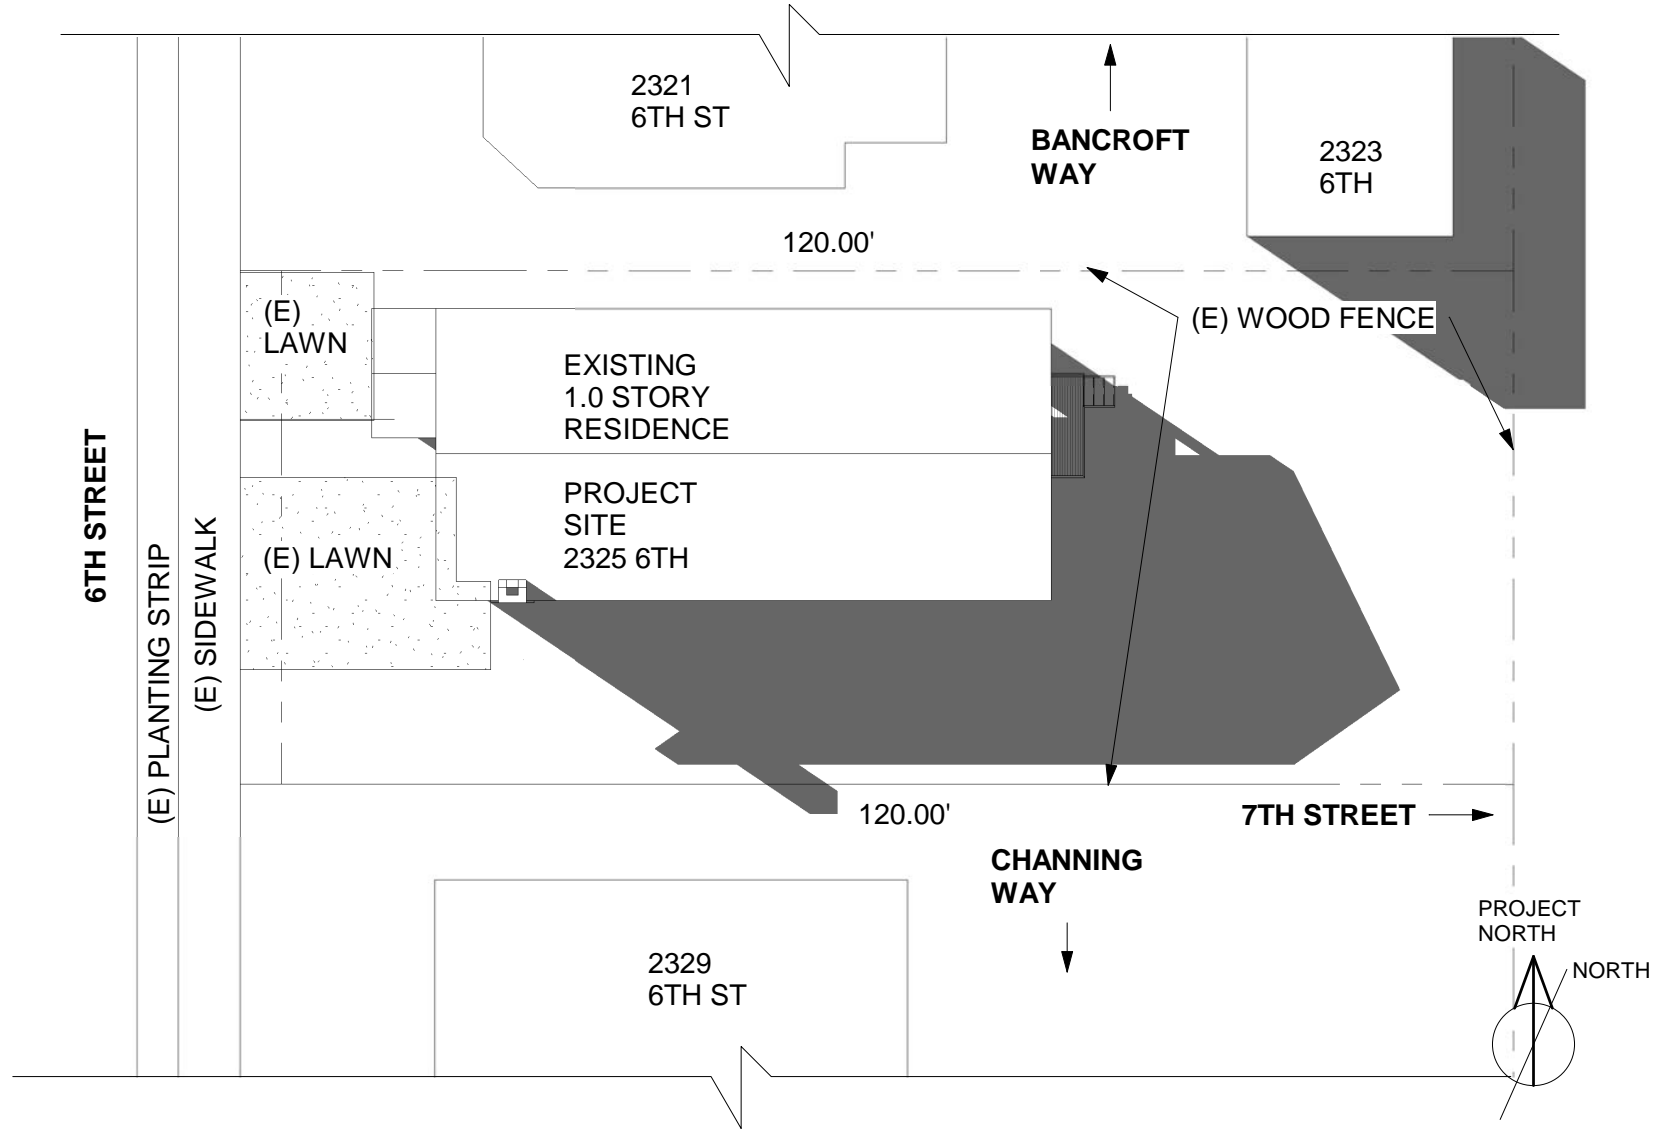 2321
6TH ST
BANCROFT
WAY
2323
6TH
120.00'
(E)
LAWN
(E) WOOD FENCE
EXISTING
1.0 STORY
RESIDENCE
PROJECT
SITE
2325 6TH
(E) LAWN
6TH STREET
(E) PLANTING STRIP
(E) SIDEWALK
120.00'
7TH STREET
CHANNING
WAY
2329
6TH ST
PROJECT
NORTH
NORTH